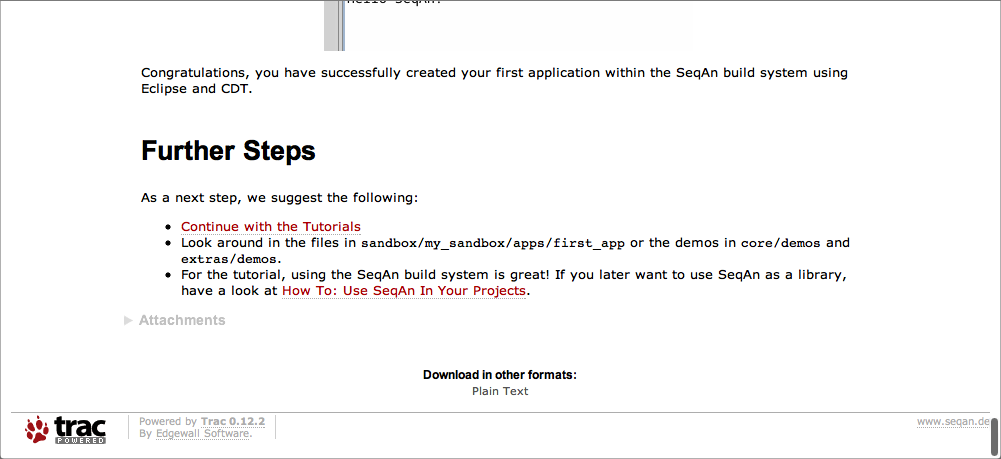 Hello SeqAn!
Congratulations, you have successfully created your first application within the SeqAn build system using
Eclipse and CDT.
Further Steps
As a next step, we suggest the following:
• Continue with the Tutorials
• Look around in the files in sandbox/my_sandbox/apps/first_app or the demos in core/demos and
extras/demos.
• For the tutorial, using the SeqAn build system is great! If you later want to use SeqAn as a library,
have a look at How To: Use SeqAn In Your Projects.
▶ Attachments
Download in other formats:
Plain Text
trac
POWERED
Powered by Trac 0.12.2
By Edgewall Software.
www.seqan.de